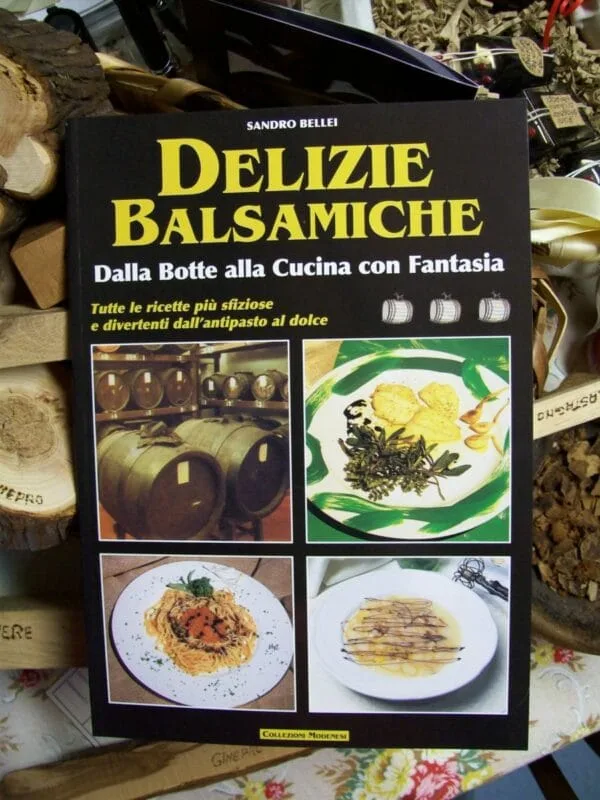 SANDRO BELLEI
DELIZIE
BALSAMICHE
Dalla Botte alla Cucina con Fantasia
Tutte le ricette più sfiziose
e divertenti dall'antipasto al dolce
COLLEZIONI MODENESI
GINEPRO